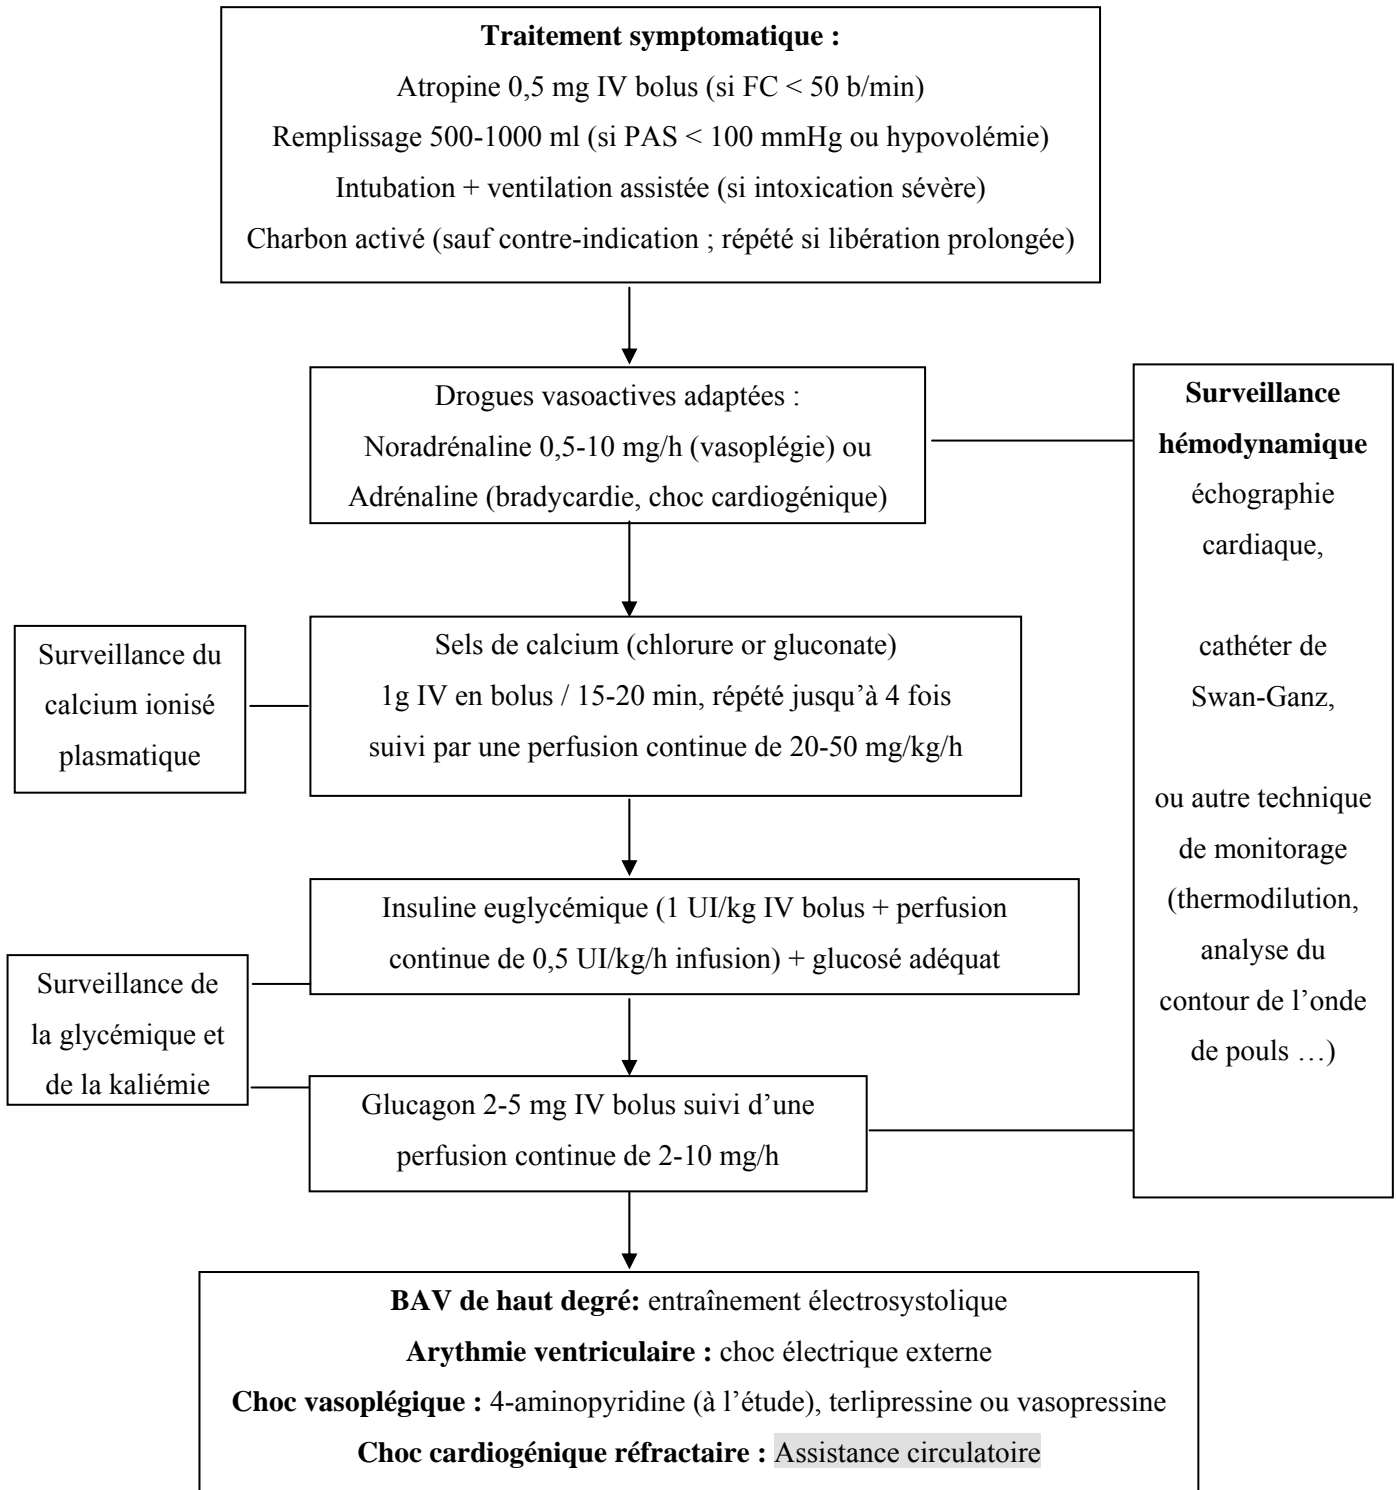 Traitement symptomatique :
Atropine 0,5 mg IV bolus (si FC < 50 b/min)
Remplissage 500-1000 ml (si PAS < 100 mmHg ou hypovolémie)
Intubation + ventilation assistée (si intoxication sévère)
Charbon activé (sauf contre-indication ; répété si libération prolongée)
Drogues vasoactives adaptées :
Noradrénaline 0,5-10 mg/h (vasoplégie) ou
Adrénaline (bradycardie, choc cardiogénique)
Surveillance
hémodynamique
échographie
cardiaque,
cathéter de
Swan-Ganz,
ou autre technique
de monitorage
(thermodilution,
analyse du
contour de l’onde
de pouls …)
Surveillance du
calcium ionisé
plasmatique
Sels de calcium (chlorure or gluconate)
1g IV en bolus / 15-20 min, répété jusqu’à 4 fois
suivi par une perfusion continue de 20-50 mg/kg/h
Insuline euglycémique (1 UI/kg IV bolus + perfusion
continue de 0,5 UI/kg/h infusion) + glucosé adéquat
Surveillance de
la glycémique et
de la kaliémie
Glucagon 2-5 mg IV bolus suivi d’une
perfusion continue de 2-10 mg/h
BAV de haut degré: entraînement électrosystolique
Arythmie ventriculaire : choc électrique externe
Choc vasoplégique : 4-aminopyridine (à l’étude), terlipressine ou vasopressine
Choc cardiogénique réfractaire : Assistance circulatoire